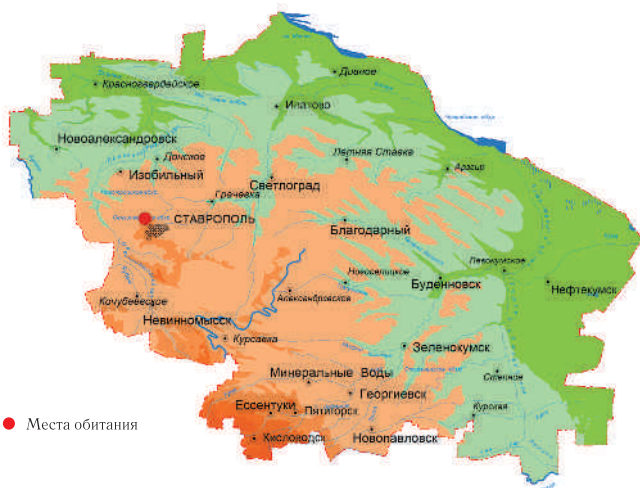 Дивное
Красногвардейское
Ипатово
Новоалександровск
Донское
Летняя Ставка
Изобильный
Арзгир
Светлоград
Грачевка
СТАВРОПОЛЬ
Благодарный
Левокумское
Новоселицкое
Буденновск
Нефтекумск
Кочубеевское
Александровское
Невинномысск
Курсавка
Зеленокумск
Минеральные Воды
Степное
Георгиевск
Ессентуки
Пятигорск
Курская
Места обитания
Кисловодск
Новопавловск